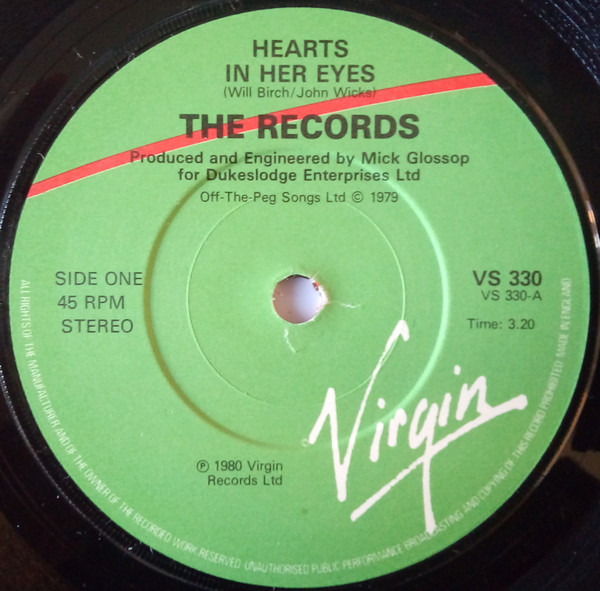 HEARTS
IN HER EYES
(Will Birch/John Wicks)
THE RECORDS
Produced and Engineered by Mick Glossop
for Dukeslodge Enterprises Ltd
Off-The-Peg Songs Ltd © 1979
SIDE ONE
45 RPM
STEREO
VS 330
VS 330-A
Time: 3.20
Virgin
℗ 1980 Virgin
Records Ltd
ALL RIGHTS OF THE MANUFACTURER AND OF THE OWNER OF THE RECORDED WORK RESERVED UNAUTHORISED PUBLIC PERFORMANCE BROADCASTING AND COPYING OF THIS RECORD PROHIBITED MADE IN ENGLAND